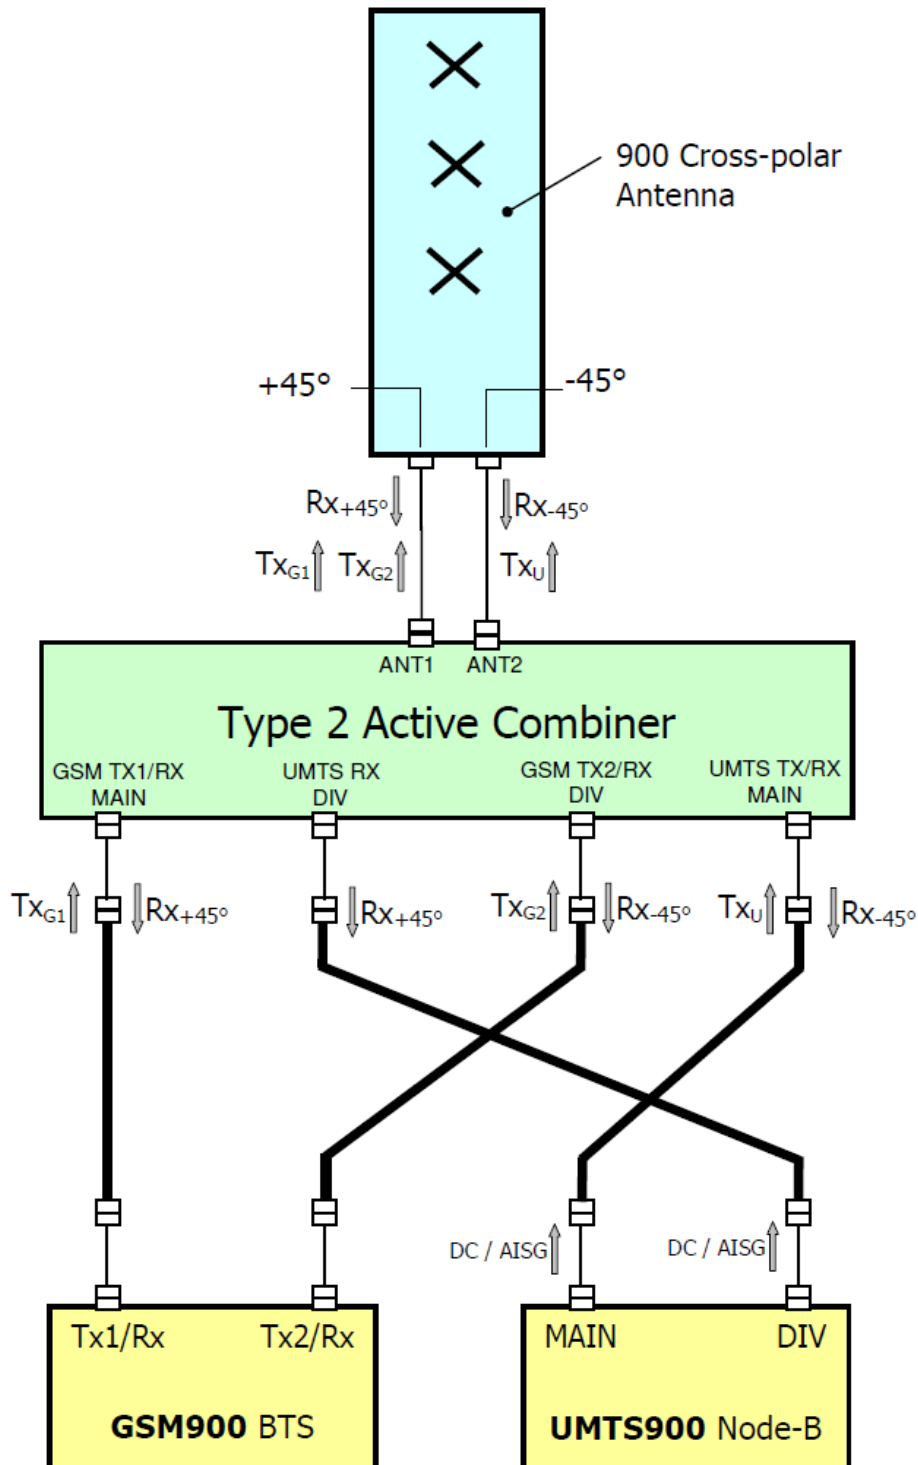 900 Cross-polar
Antenna
+45°
-45°
Rx+45°
Rx-45°
TxG1
TxG2
TxU
ANT1
ANT2
Type 2 Active Combiner
GSM TX1/RX
MAIN
UMTS RX
DIV
GSM TX2/RX
DIV
UMTS TX/RX
MAIN
TxG1
Rx+45°
Rx+45°
TxG2
Rx-45°
TxU
Rx-45°
DC / AISG
DC / AISG
Tx1/Rx
Tx2/Rx
MAIN
DIV
GSM900 BTS
UMTS900 Node-B